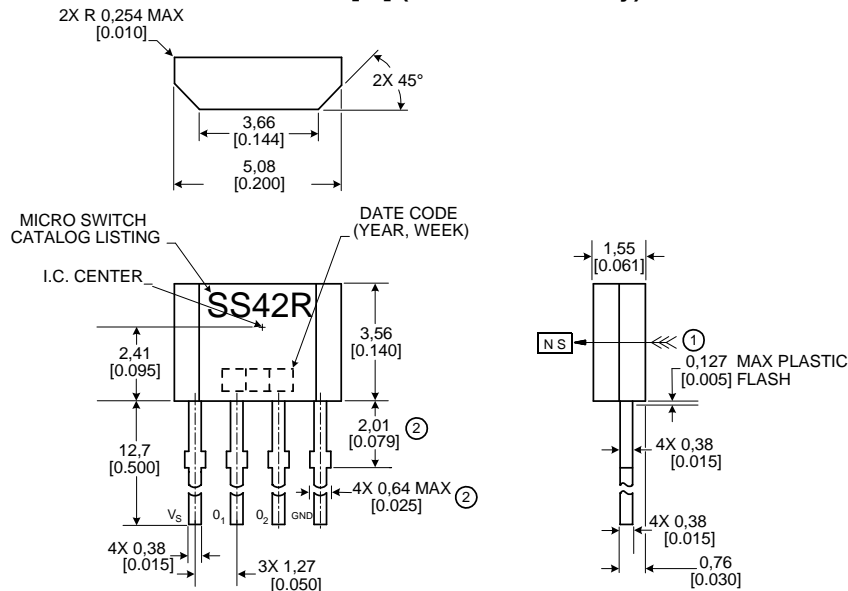 2X R 0,254 MAX
[0.010]
2X 45°
3,66
[0.144]
5,08
[0.200]
MICRO SWITCH
CATALOG LISTING
DATE CODE
(YEAR, WEEK)
I.C. CENTER
SS42R
2,41
[0.095]
3,56
[0.140]
12,7
[0.500]
2,01
[0.079]
2
4X 0,64 MAX
[0.025]
2
VS
01
02
GND
4X 0,38
[0.015]
3X 1,27
[0.050]
1,55
[0.061]
N S
1
0,127 MAX PLASTIC
[0.005] FLASH
4X 0,38
[0.015]
4X 0,38
[0.015]
0,76
[0.030]